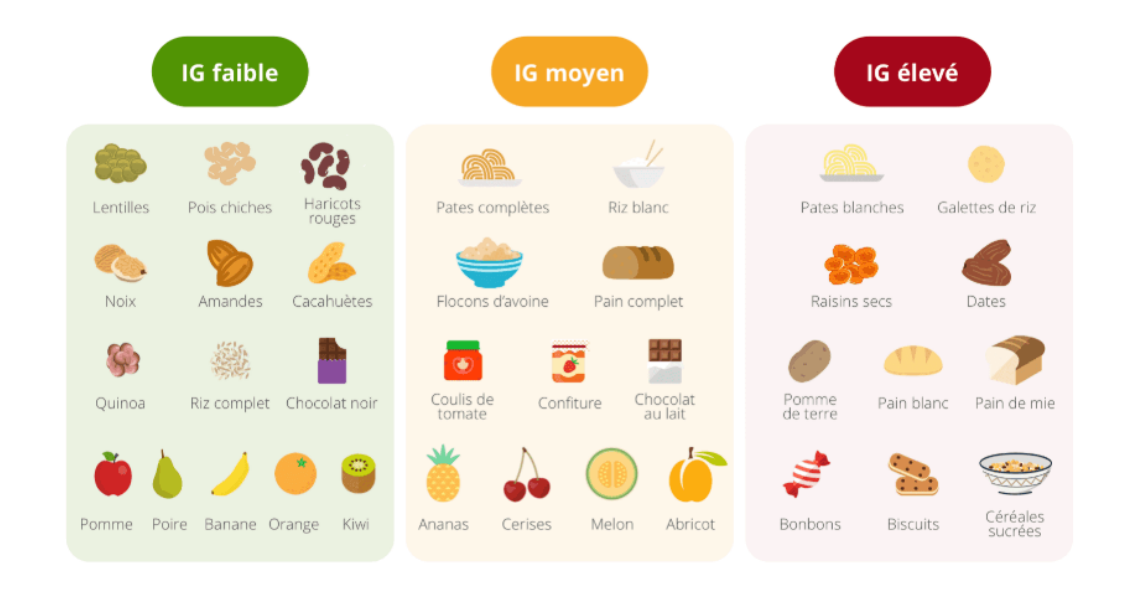 IG faible
IG moyen
IG élevé
Lentilles
Pois chiches
Haricots
rouges
Noix
Amandes
Cacahuètes
Quinoa
Riz complet
Chocolat noir
Pomme
Poire
Banane
Orange
Kiwi
Pates complètes
Riz blanc
Flocons d'avoine
Pain complet
Coulis de
tomate
Confiture
Chocolat
au lait
Ananas
Cerises
Melon
Abricot
Pates blanches
Galettes de riz
Raisins secs
Dates
Pomme
de terre
Pain blanc
Pain de mie
Bonbons
Biscuits
Céréales
sucrées